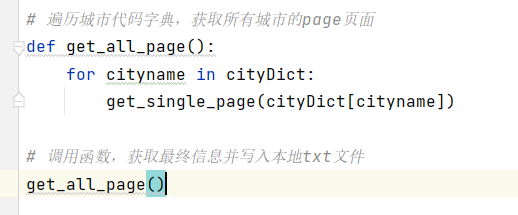 # 遍历城市代码字典，获取所有城市的page页面
def get_all_page():
    for cityname in cityDict:
        get_single_page(cityDict[cityname])
# 调用函数，获取最终信息并写入本地txt文件
get_all_page()